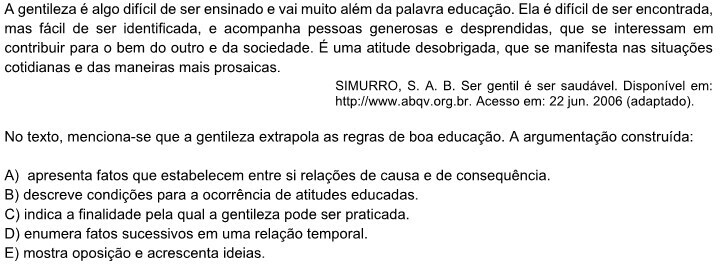 A gentileza é algo difícil de ser ensinado e vai muito além da palavra educação. Ela é difícil de ser encontrada,
mas fácil de ser identificada, e acompanha pessoas generosas e desprendidas, que se interessam em
contribuir para o bem do outro e da sociedade. É uma atitude desobrigada, que se manifesta nas situações
cotidianas e das maneiras mais prosaicas.
SIMURRO, S. A. B. Ser gentil é ser saudável. Disponível em:
http://www.abqv.org.br. Acesso em: 22 jun. 2006 (adaptado).
No texto, menciona-se que a gentileza extrapola as regras de boa educação. A argumentação construída:
A) apresenta fatos que estabelecem entre si relações de causa e de consequência.
B) descreve condições para a ocorrência de atitudes educadas.
C) indica a finalidade pela qual a gentileza pode ser praticada.
D) enumera fatos sucessivos em uma relação temporal.
E) mostra oposição e acrescenta ideias.